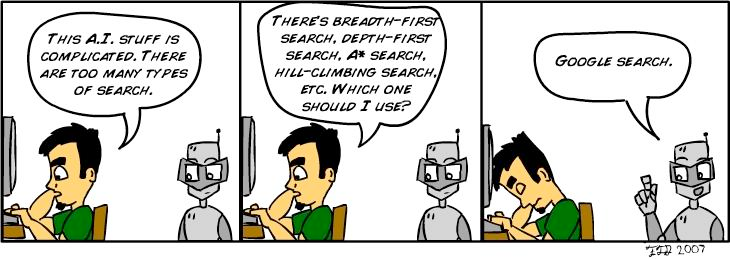 THIS A.I. STUFF IS
COMPLICATED. THERE
ARE TOO MANY TYPES
OF SEARCH.
THERE'S BREADTH-FIRST
SEARCH, DEPTH-FIRST
SEARCH, A* SEARCH,
HILL-CLIMBING SEARCH,
ETC. WHICH ONE
SHOULD I USE?
GOOGLE SEARCH.
2007